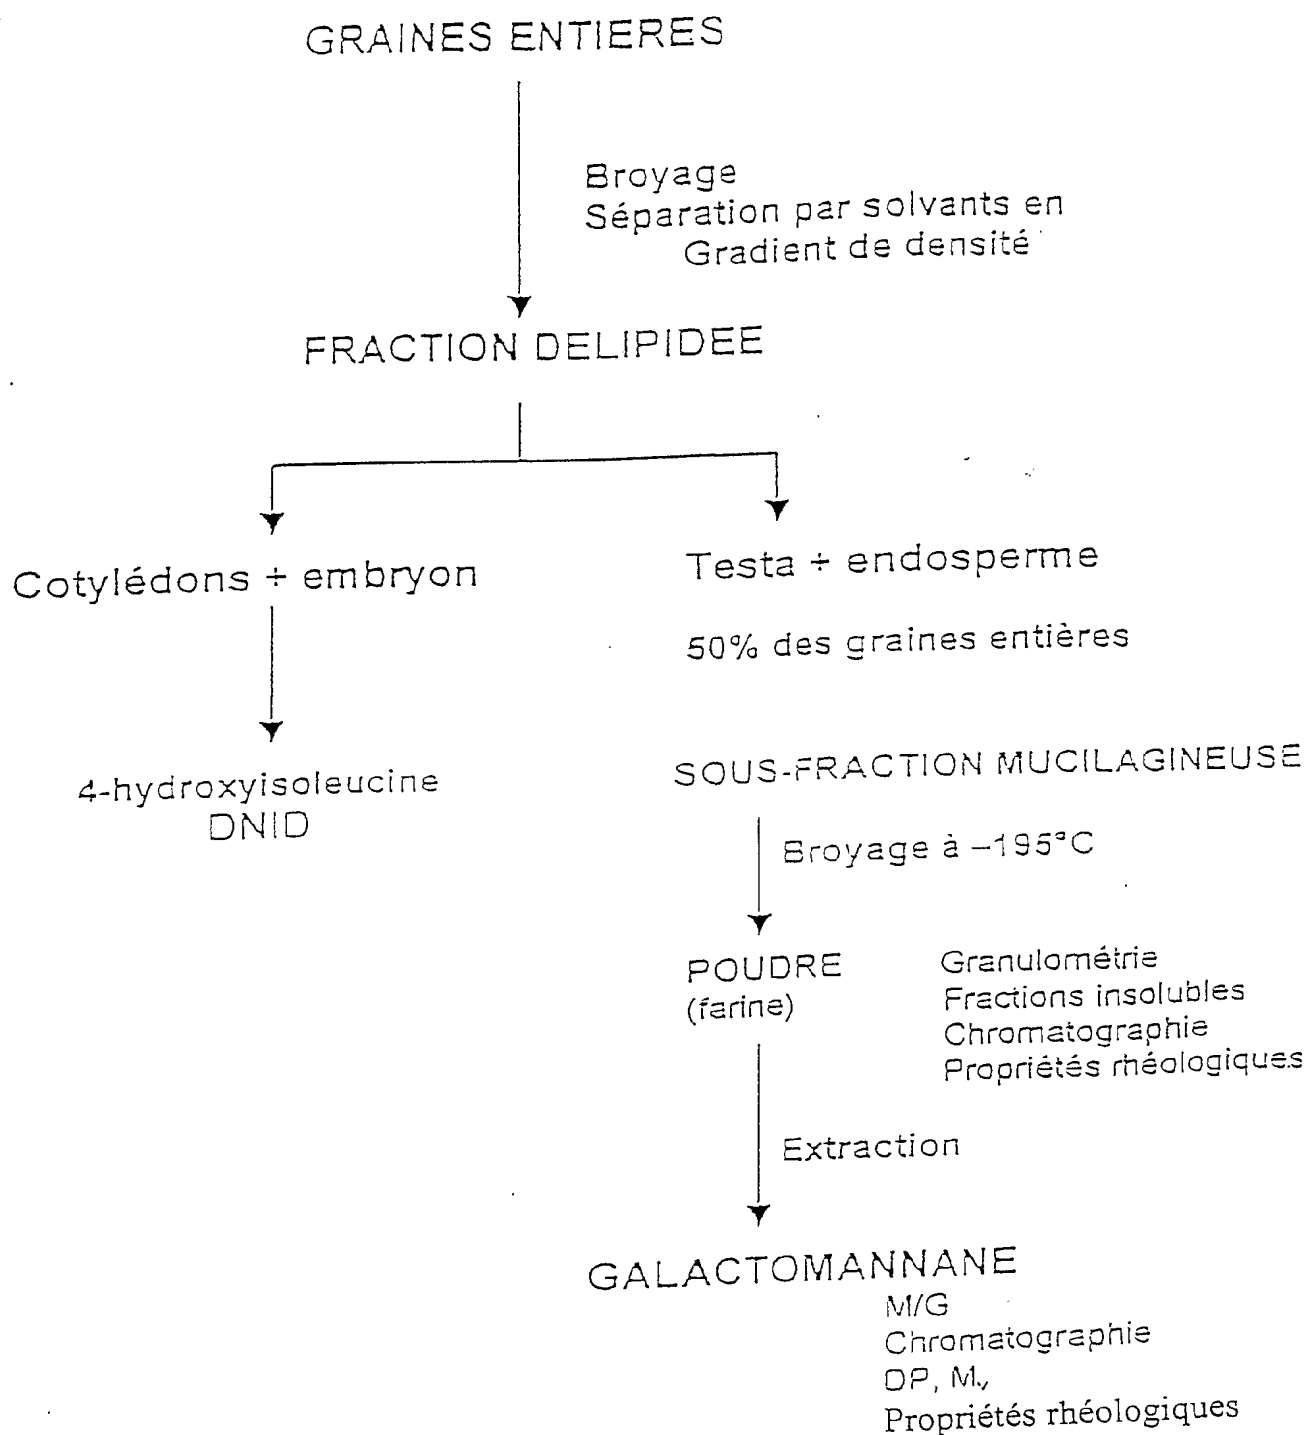 GRAINES ENTIERES
Broyage
Séparation par solvants en
Gradient de densité
FRACTION DELIPIDEE
Cotylédons + embryon
4-hydroxyisoleucine
DNID
Testa + endosperme
50% des graines entières
SOUS-FRACTION MUCILAGINEUSE
Broyage à –195°C
POUDRE
(farine)
Granulométrie
Fractions insolubles
Chromatographie
Propriétés rhéologiques
Extraction
GALACTOMANNANE
M/G
Chromatographie
DP,
Propriétés rhéologiques